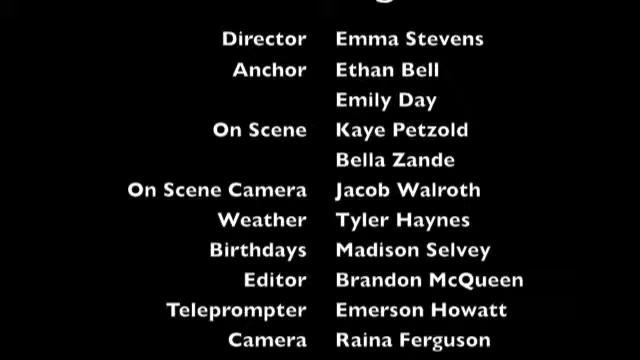 Director Emma Stevens
Anchor Ethan Bell
Emily Day
On Scene Kaye Petzold
Bella Zande
On Scene Camera Jacob Walroth
Weather Tyler Haynes
Birthdays Madison Selvey
Editor Brandon McQueen
Teleprompter Emerson Howatt
Camera Raina Ferguson